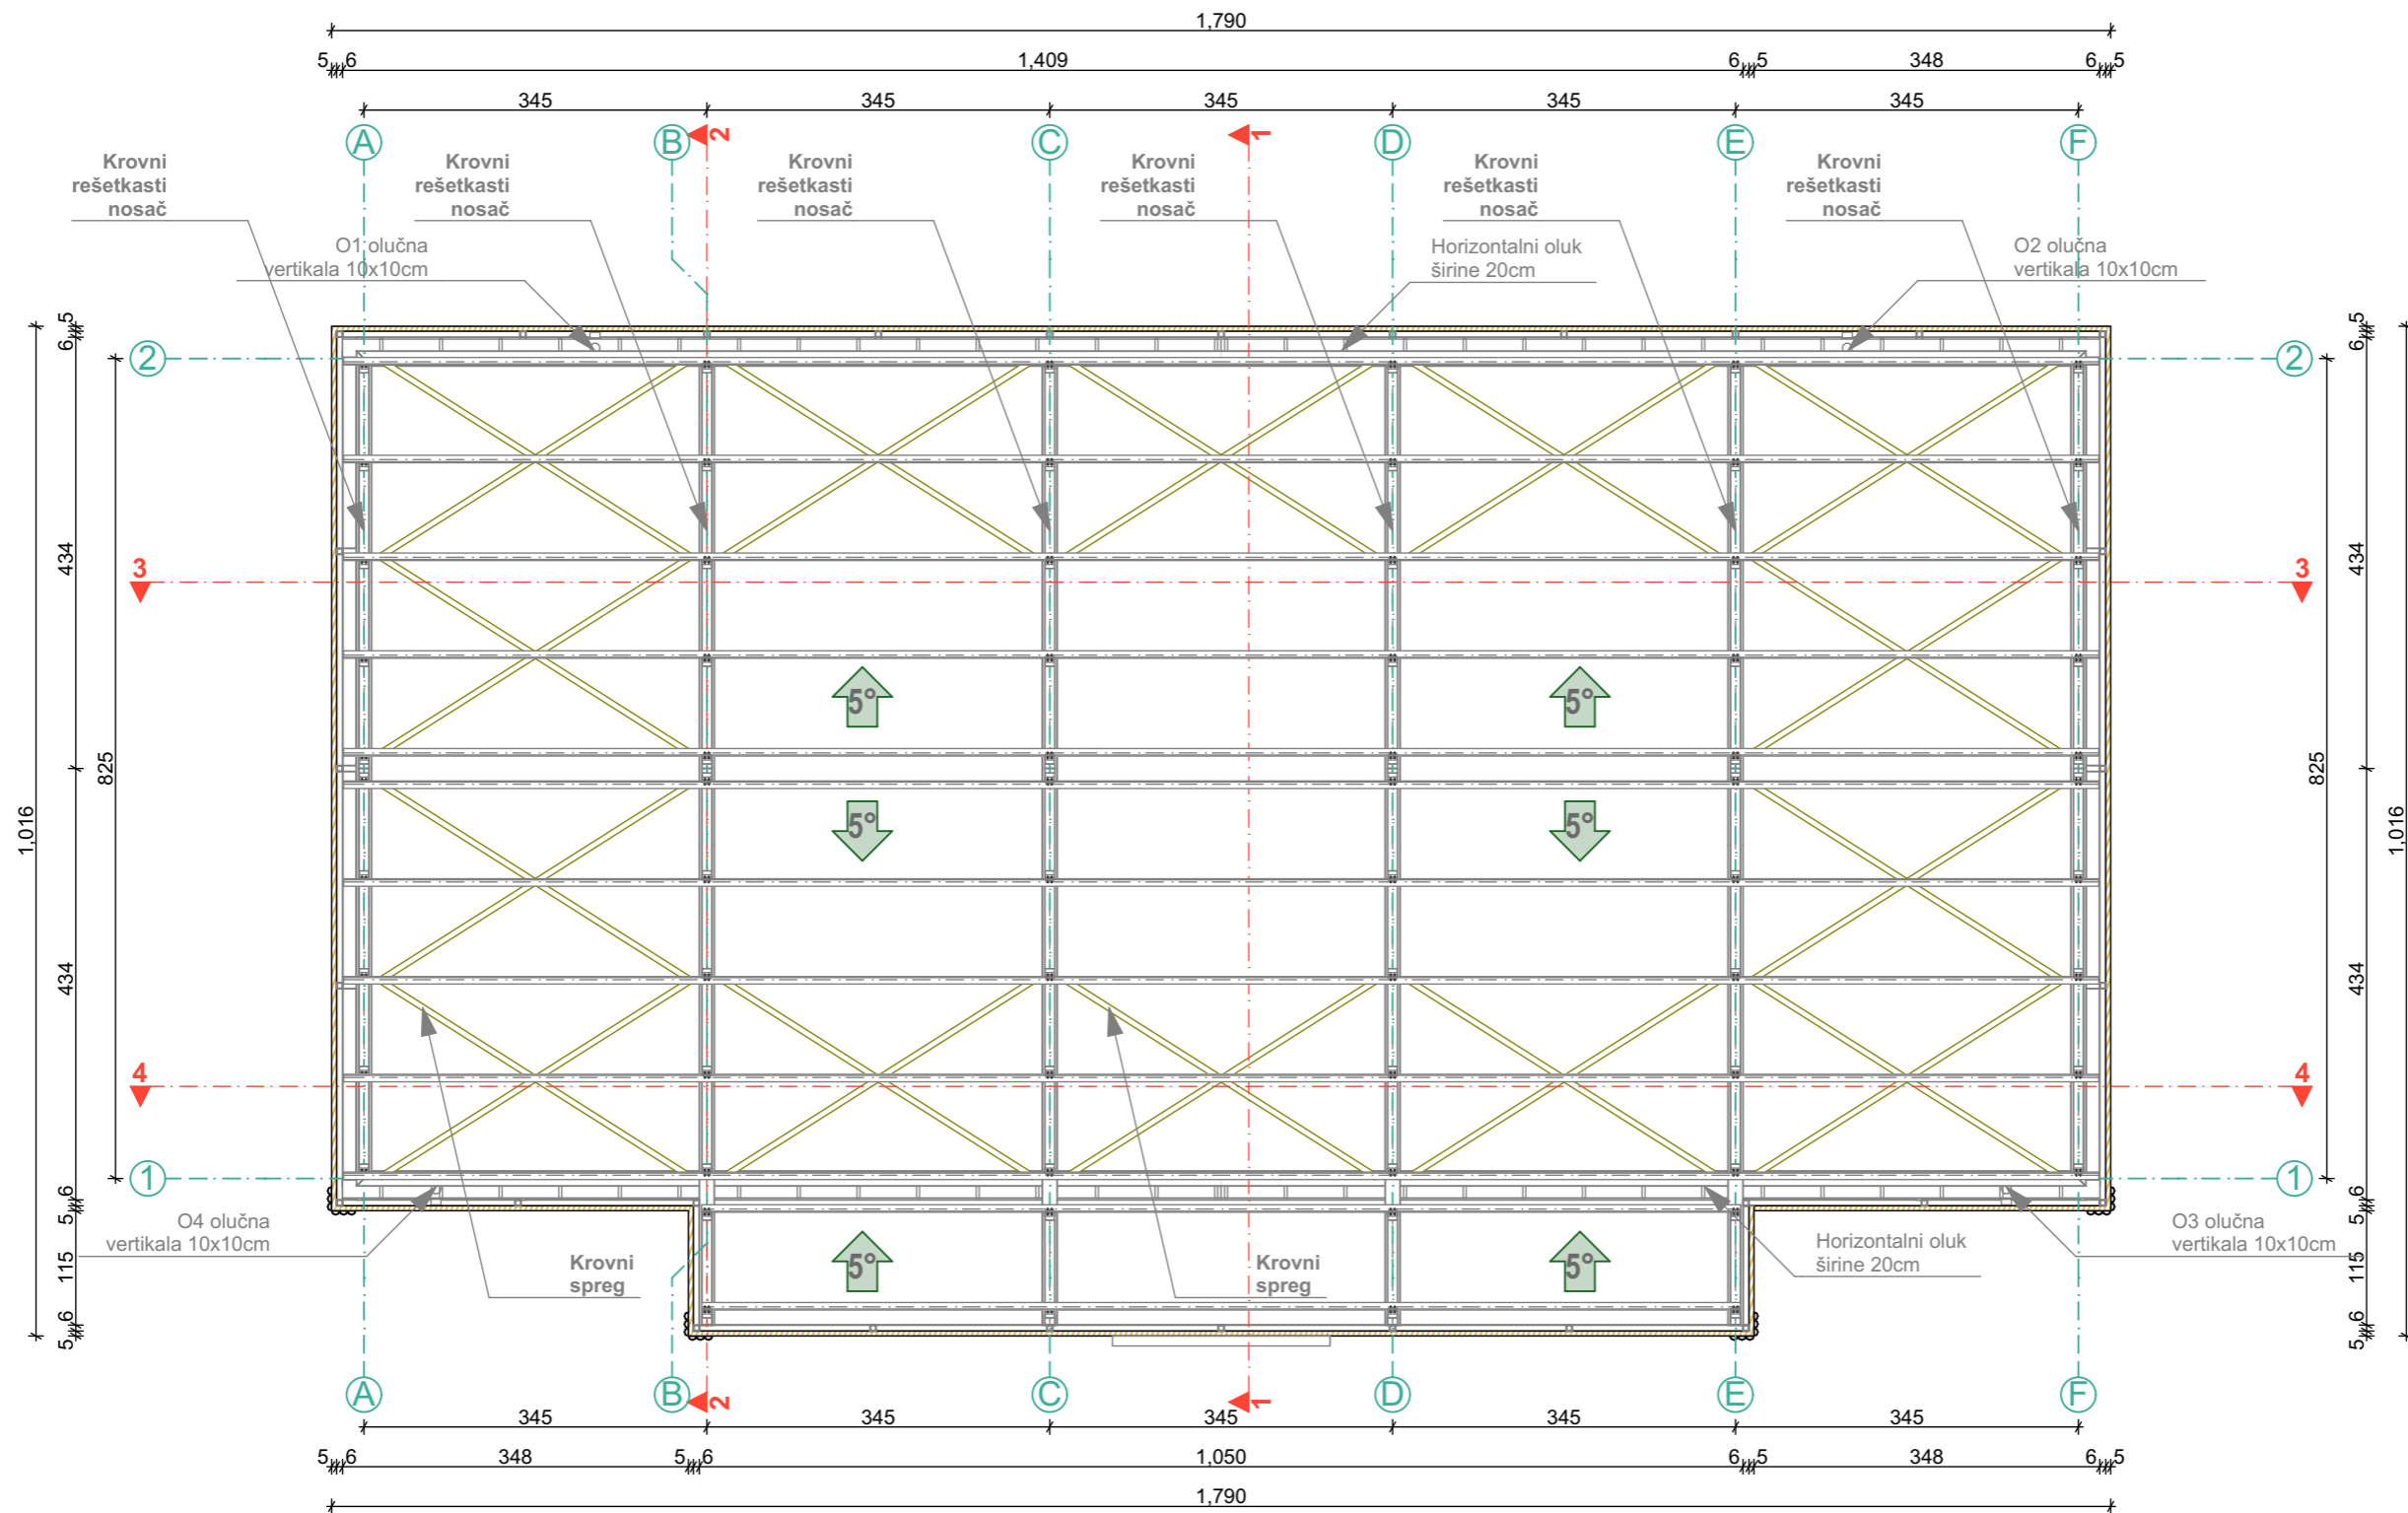 1,790
5 6 1,409 6 5 348 6 5
345 345 345 345 345
A B 2 C 1 D E F
Krovni
rešetkasti
nosač
Krovni
rešetkasti
nosač
Krovni
rešetkasti
nosač
Krovni
rešetkasti
nosač
Krovni
rešetkasti
nosač
Krovni
rešetkasti
nosač
O1 olučna
vertikala 10x10cm
Horizontalni oluk
širine 20cm
O2 olučna
vertikala 10x10cm
6 5
6 5
2 2
434 434
3 3
5° 5°
825 825
1,016 1,016
5° 5°
434 434
4 4
1 1
5 6
5 6
O4 olučna
vertikala 10x10cm
Krovni
spreg
Krovni
spreg
Horizontalni oluk
širine 20cm
O3 olučna
vertikala 10x10cm
115 115
5° 5°
5 6
5 6
A B 2 C 1 D E F
345 345 345 345 345
5 6 348 5 6 1,050 6 5 348 6 5
1,790